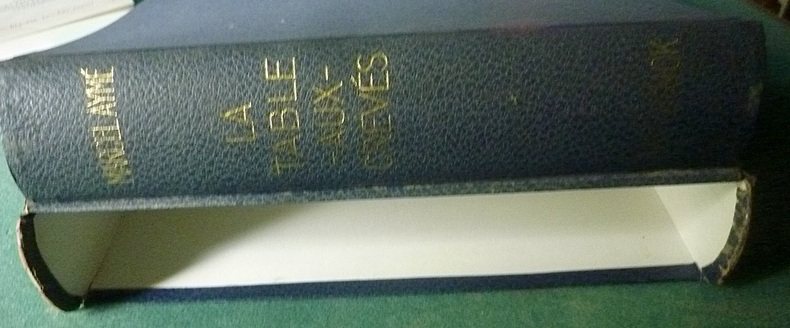 MARCEL AYMÉ
LA
TABLE
-AUX-
CREVÉS